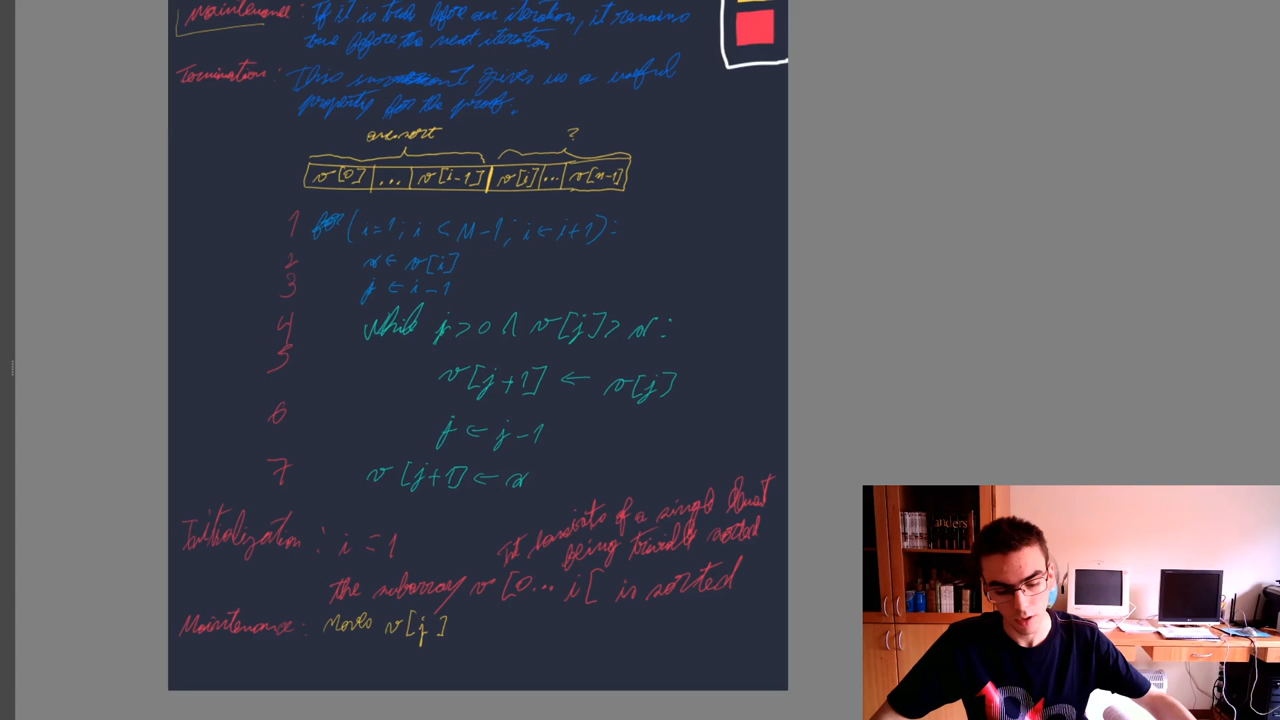 Maintenance: If it is true before an iteration, it remains
true before the next iteration
Termination: This gives us a useful
property for the proof.
are sort ?
v[0] ... v[i-1] v[i] ... v[n-1]
1 for(i=1; i < n-1; i ← i+1):
2 x ← v[i]
3 j ← i-1
4 while j > 0 ∧ v[j] > x:
5 v[j+1] ← v[j]
6 j ← j-1
7 v[j+1] ← x
Initialization: i = 1
It consists of a single element
being trivially sorted
the subarray v[0... i[ is sorted
Maintenance: Moves v[j]
anders